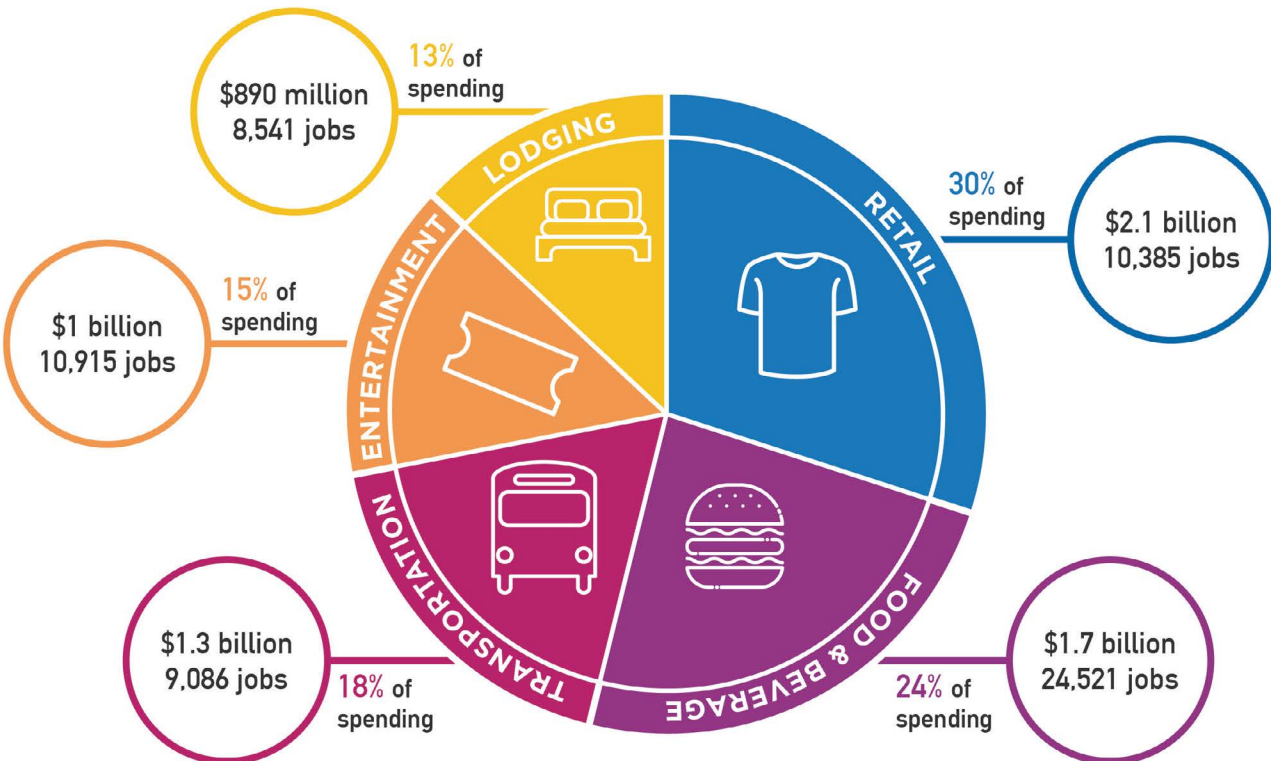 13% of
spending
$890 million
8,541 jobs
LODGING
RETAIL
30% of
spending
$2.1 billion
10,385 jobs
ENTERTAINMENT
15% of
spending
$1 billion
10,915 jobs
TRANSPORTATION
$1.3 billion
9,086 jobs
18% of
spending
FOOD & BEVERAGE
24% of
spending
$1.7 billion
24,521 jobs